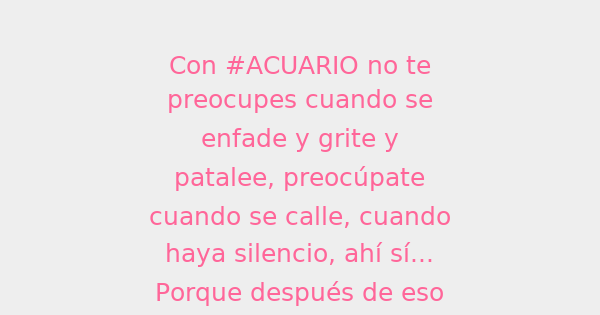 Con #ACUARIO no te
preocupes cuando se
enfade y grite y
patalee, preocúpate
cuando se calle, cuando
haya silencio, ahí sí...
Porque después de eso